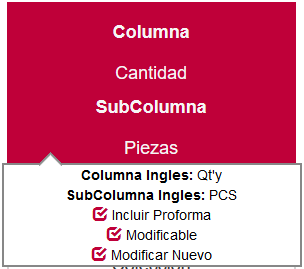 Columna
Cantidad
SubColumna
Piezas
Columna Ingles: Qt'y
SubColumna Ingles: PCS
Incluir Proforma
Modificable
Modificar Nuevo